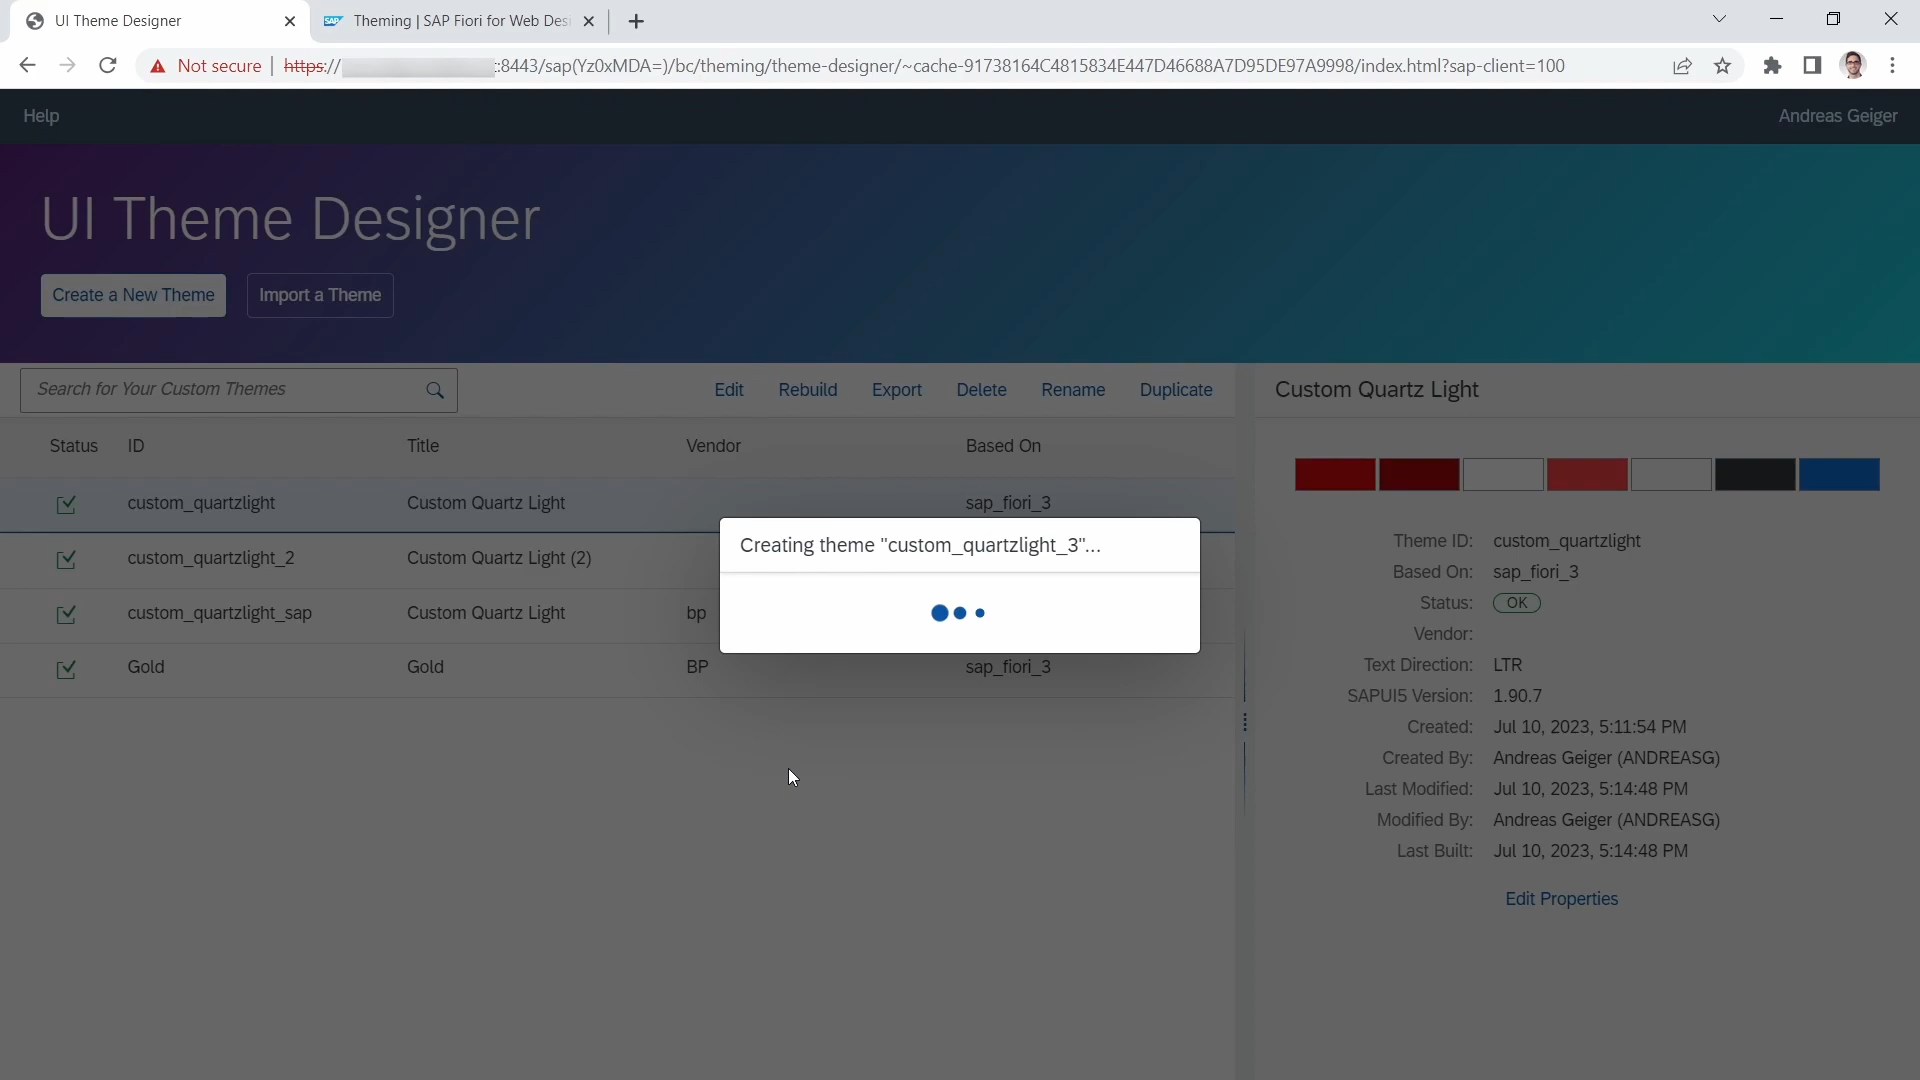 UI Theme Designer
Theming | SAP Fiori for Web Des
Not secure
https://
:8443/sap(Yz0xMDA=)/bc/theming/theme-designer/~cache-91738164C4815834E447D46688A7D95DE97A9998/index.html?sap-client=100
Help
Andreas Geiger
UI Theme Designer
Create a New Theme
Import a Theme
Search for Your Custom Themes
Edit Rebuild Export Delete Rename Duplicate
Custom Quartz Light
Status ID Title Vendor Based On
custom_quartzlight Custom Quartz Light sap_fiori_3
custom_quartzlight_2 Custom Quartz Light (2)
custom_quartzlight_sap Custom Quartz Light bp
Gold Gold BP sap_fiori_3
Creating theme "custom_quartzlight_3"...
Theme ID: custom_quartzlight
Based On: sap_fiori_3
Status: OK
Vendor:
Text Direction: LTR
SAPUI5 Version: 1.90.7
Created: Jul 10, 2023, 5:11:54 PM
Created By: Andreas Geiger (ANDREASG)
Last Modified: Jul 10, 2023, 5:14:48 PM
Modified By: Andreas Geiger (ANDREASG)
Last Built: Jul 10, 2023, 5:14:48 PM
Edit Properties